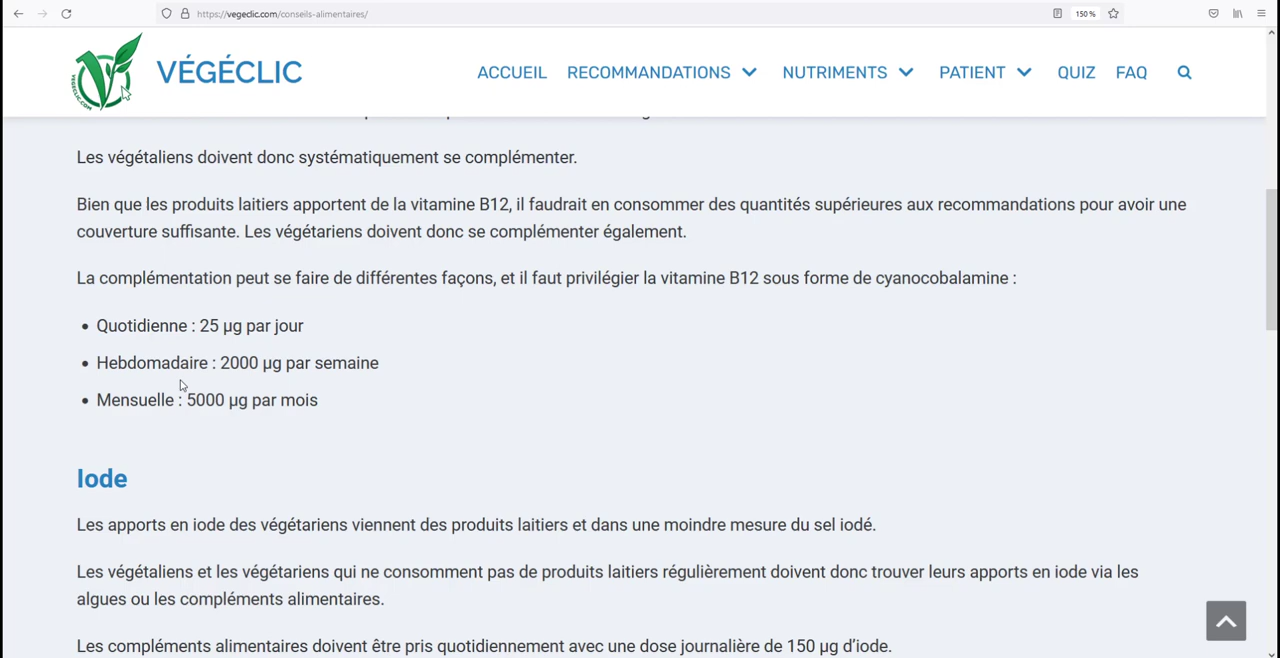 https://vegeclic.com/conseils-alimentaires/
150 %
VEGECLIC.COM
VÉGÉCLIC
ACCUEIL RECOMMANDATIONS NUTRIMENTS PATIENT QUIZ FAQ
Les végétaliens doivent donc systématiquement se complémenter.
Bien que les produits laitiers apportent de la vitamine B12, il faudrait en consommer des quantités supérieures aux recommandations pour avoir une
couverture suffisante. Les végétariens doivent donc se complémenter également.
La complémentation peut se faire de différentes façons, et il faut privilégier la vitamine B12 sous forme de cyanocobalamine :
• Quotidienne : 25 µg par jour
• Hebdomadaire : 2000 µg par semaine
• Mensuelle : 5000 µg par mois
Iode
Les apports en iode des végétariens viennent des produits laitiers et dans une moindre mesure du sel iodé.
Les végétaliens et les végétariens qui ne consomment pas de produits laitiers régulièrement doivent donc trouver leurs apports en iode via les
algues ou les compléments alimentaires.
Les compléments alimentaires doivent être pris quotidiennement avec une dose journalière de 150 µg d'iode.